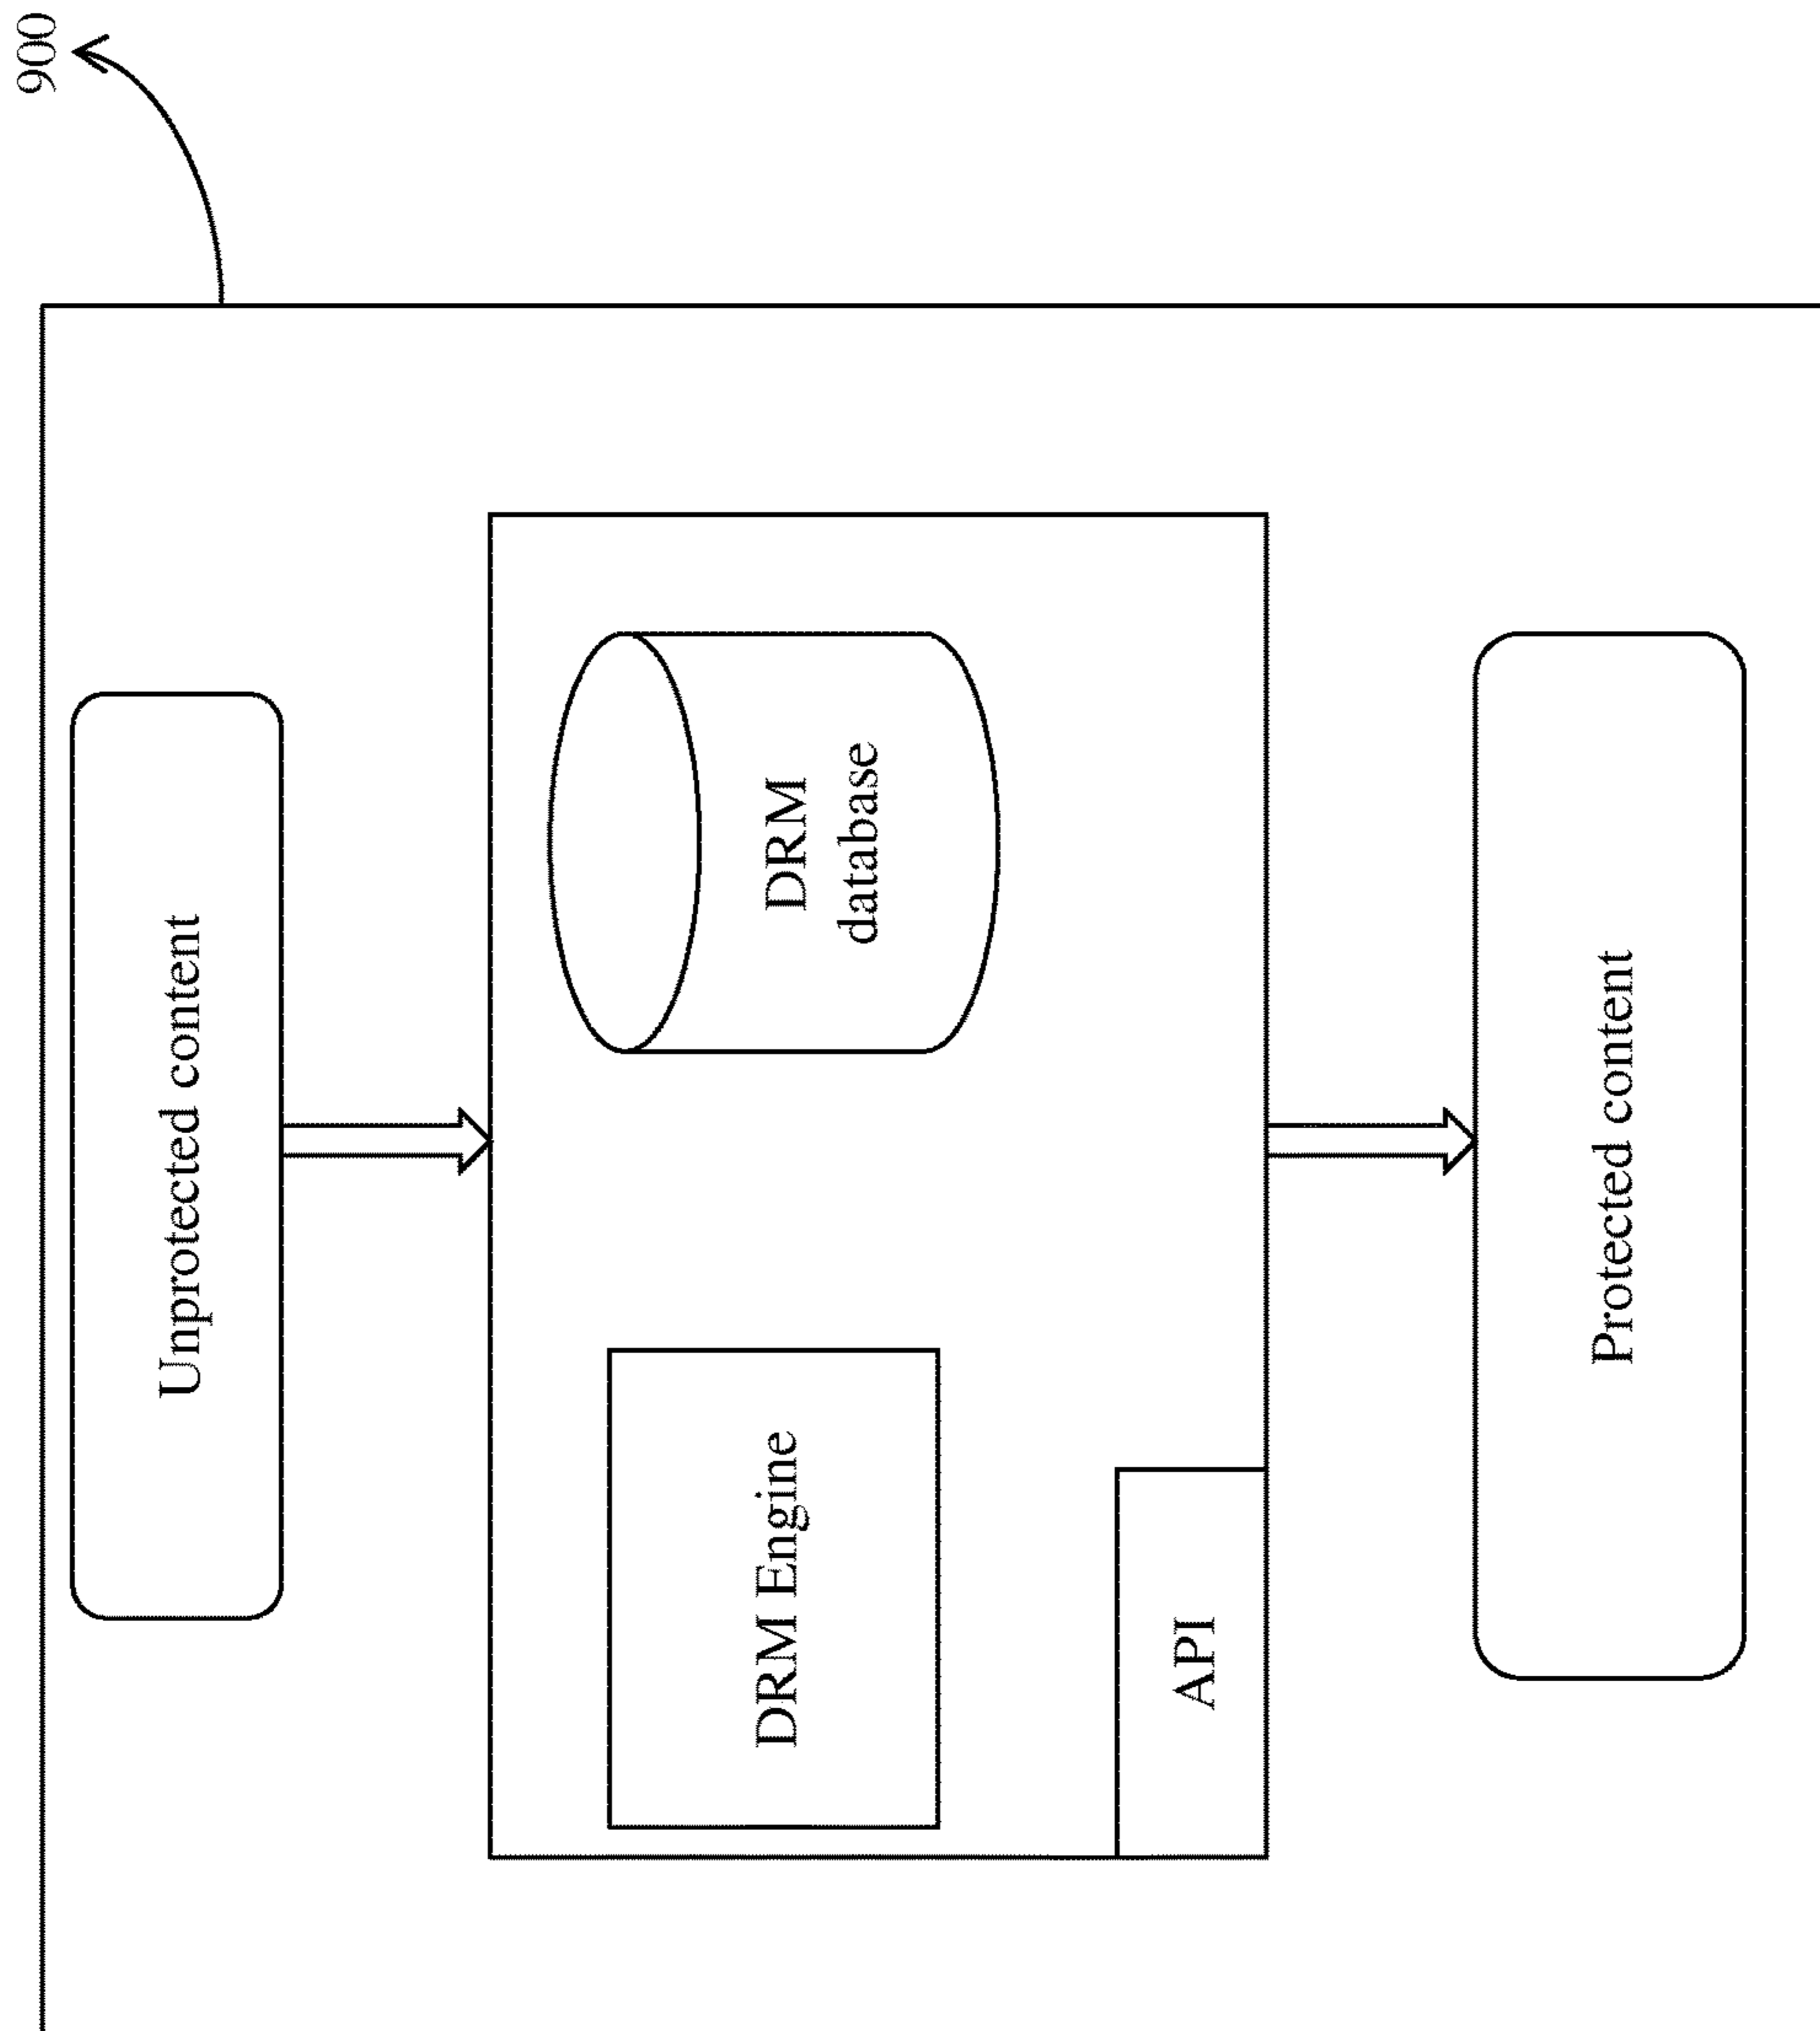 900
Unprotected content
DRM Engine
DRM
database
API
Protected content